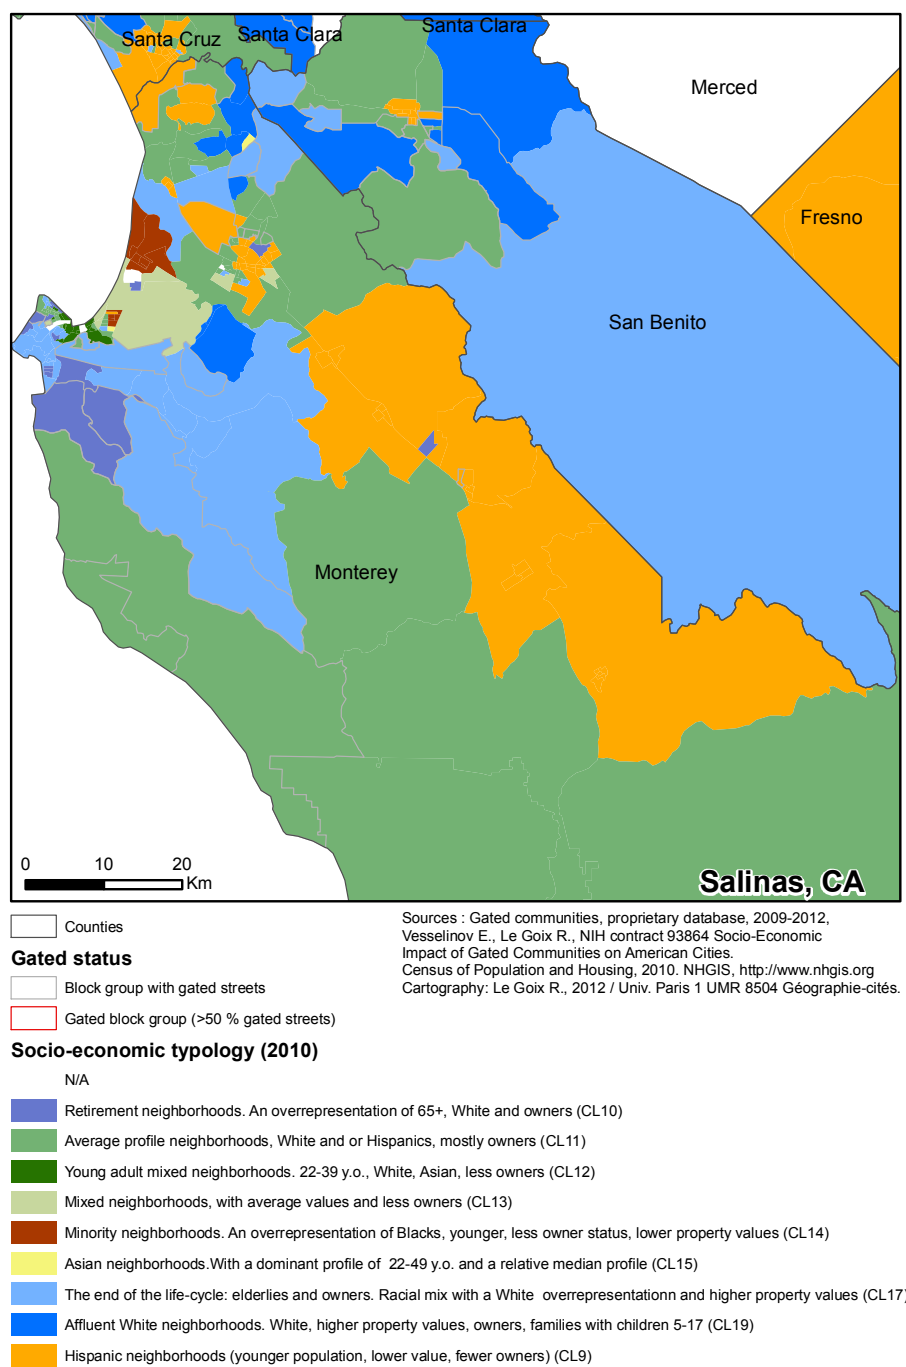 Santa Cruz
Santa Clara
Santa Clara
Merced
Fresno
San Benito
Monterey
0 10 20
Km
Salinas, CA
Counties
Gated status
Block group with gated streets
Gated block group (>50 % gated streets)
Sources : Gated communities, proprietary database, 2009-2012,
Vesselinov E., Le Goix R., NIH contract 93864 Socio-Economic
Impact of Gated Communities on American Cities.
Census of Population and Housing, 2010. NHGIS, http://www.nhgis.org
Cartography: Le Goix R., 2012 / Univ. Paris 1 UMR 8504 Géographie-cités.
Socio-economic typology (2010)
N/A
Retirement neighborhoods. An overrepresentation of 65+, White and owners (CL10)
Average profile neighborhoods, White and or Hispanics, mostly owners (CL11)
Young adult mixed neighborhoods. 22-39 y.o., White, Asian, less owners (CL12)
Mixed neighborhoods, with average values and less owners (CL13)
Minority neighborhoods. An overrepresentation of Blacks, younger, less owner status, lower property values (CL14)
Asian neighborhoods.With a dominant profile of 22-49 y.o. and a relative median profile (CL15)
The end of the life-cycle: elderlies and owners. Racial mix with a White overrepresentationn and higher property values (CL17)
Affluent White neighborhoods. White, higher property values, owners, families with children 5-17 (CL19)
Hispanic neighborhoods (younger population, lower value, fewer owners) (CL9)